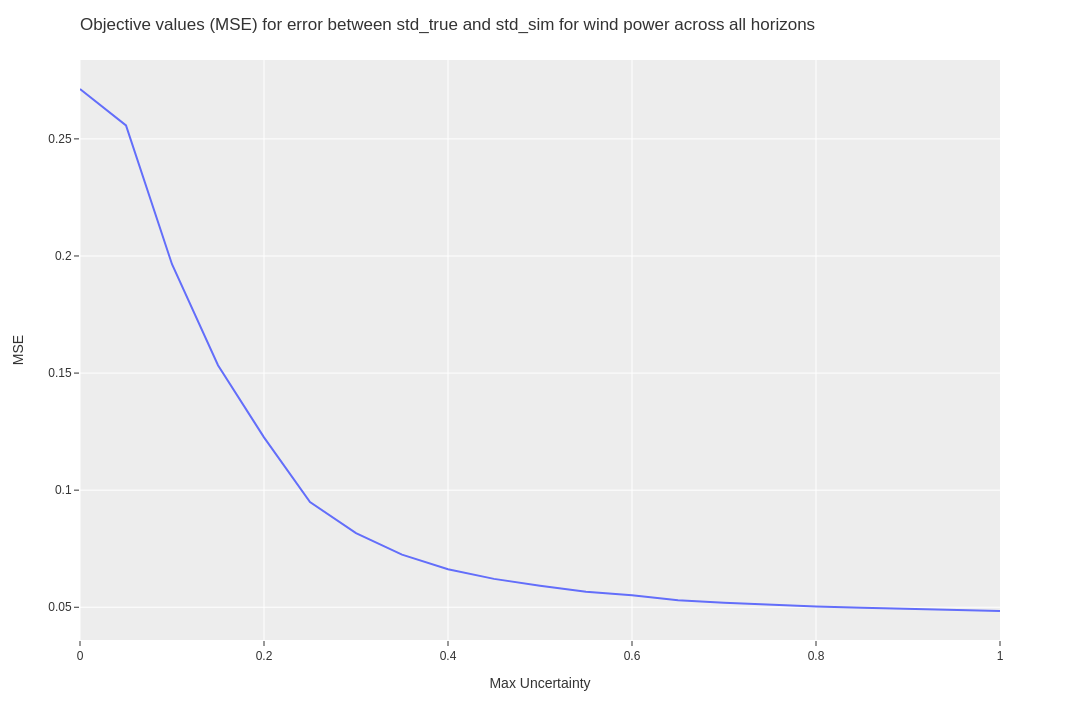 Objective values (MSE) for error between std_true and std_sim for wind power across all horizons
MSE
0.25
0.2
0.15
0.1
0.05
0 0.2 0.4 0.6 0.8 1
Max Uncertainty